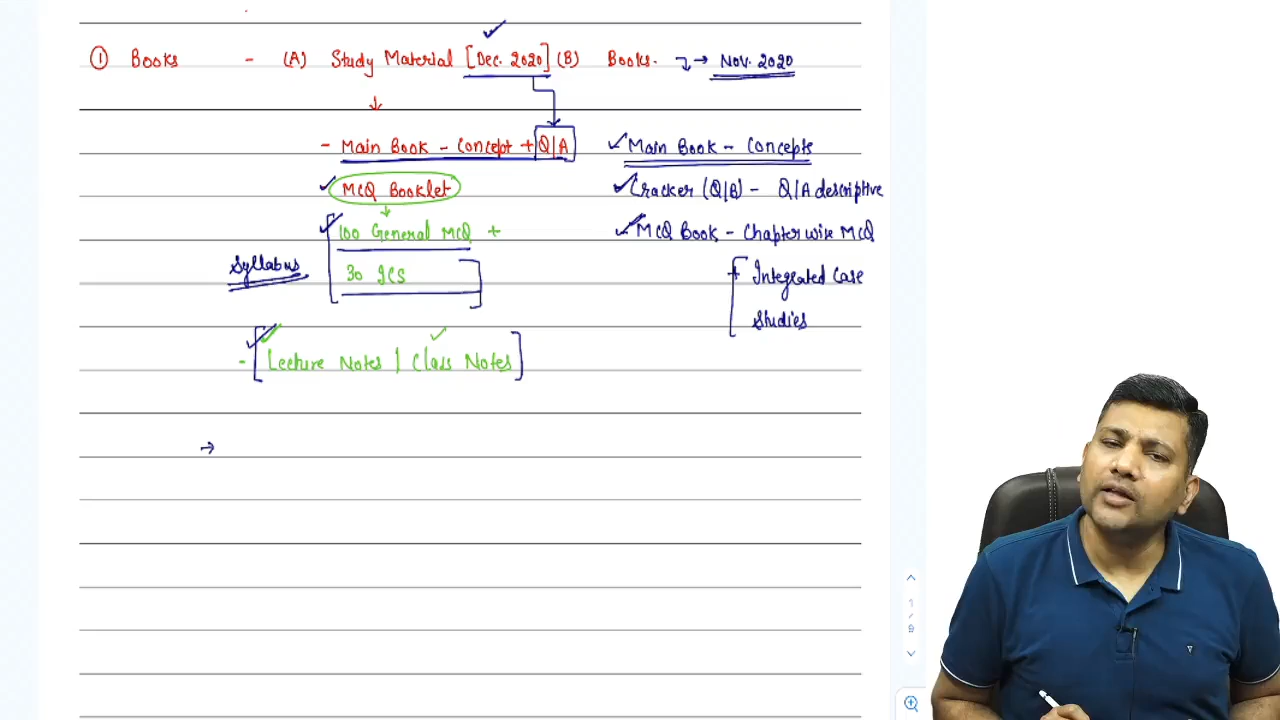 ① Books - (A) Study Material [Dec. 2020] (B) Books. → Nov. 2020
- Main Book - Concept + Q|A
✓ Main Book - Concepts
✓ MCQ Booklet
✓ Cracker (Q|A) - Q|A descriptive
✓ 100 General MCQ +
✓ MCQ Book - Chapter wise MCQ
Syllabus
30 ICS
+ Integrated Case
Studies
- [Lecture Notes | Class Notes]
→